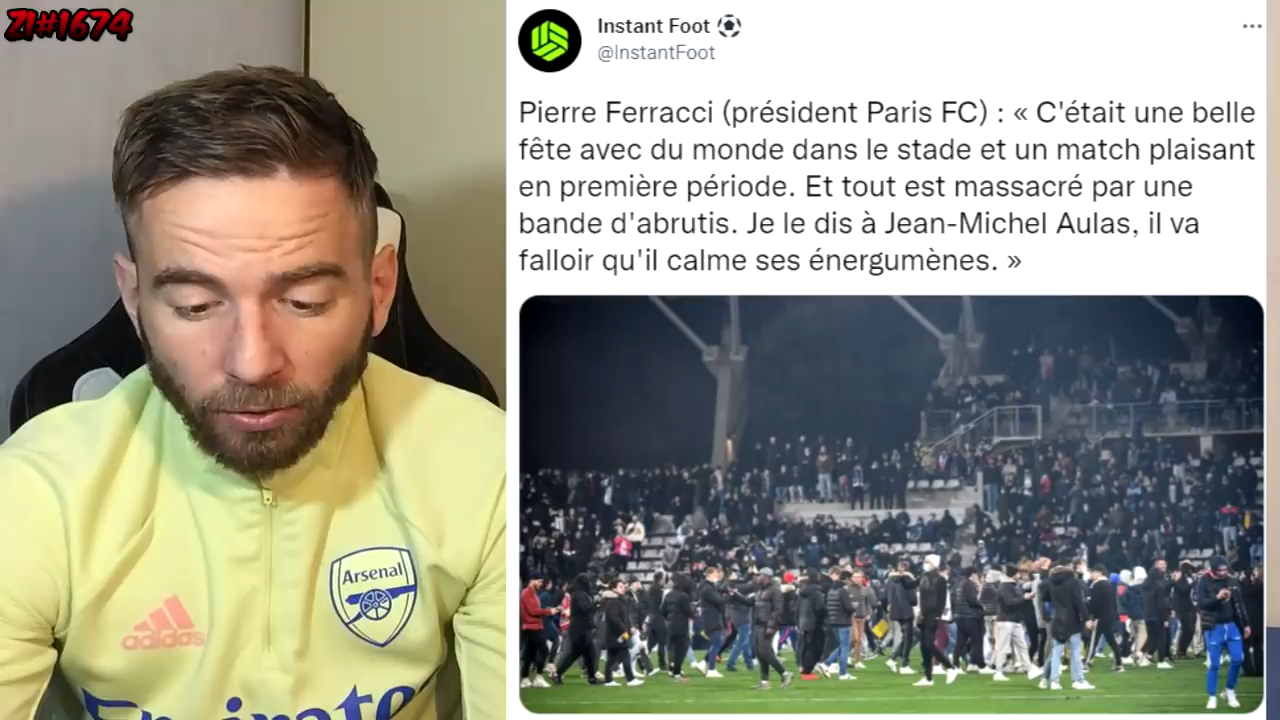 ZI#1674
Instant Foot ⚽
@InstantFoot
Pierre Ferracci (président Paris FC) : « C'était une belle
fête avec du monde dans le stade et un match plaisant
en première période. Et tout est massacré par une
bande d'abrutis. Je le dis à Jean-Michel Aulas, il va
falloir qu'il calme ses énergumènes. »
Arsenal
adidas